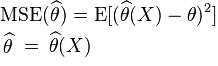 MSE(θ̂) = E[(θ̂(X) − θ)²]
θ̂ = θ̂(X)